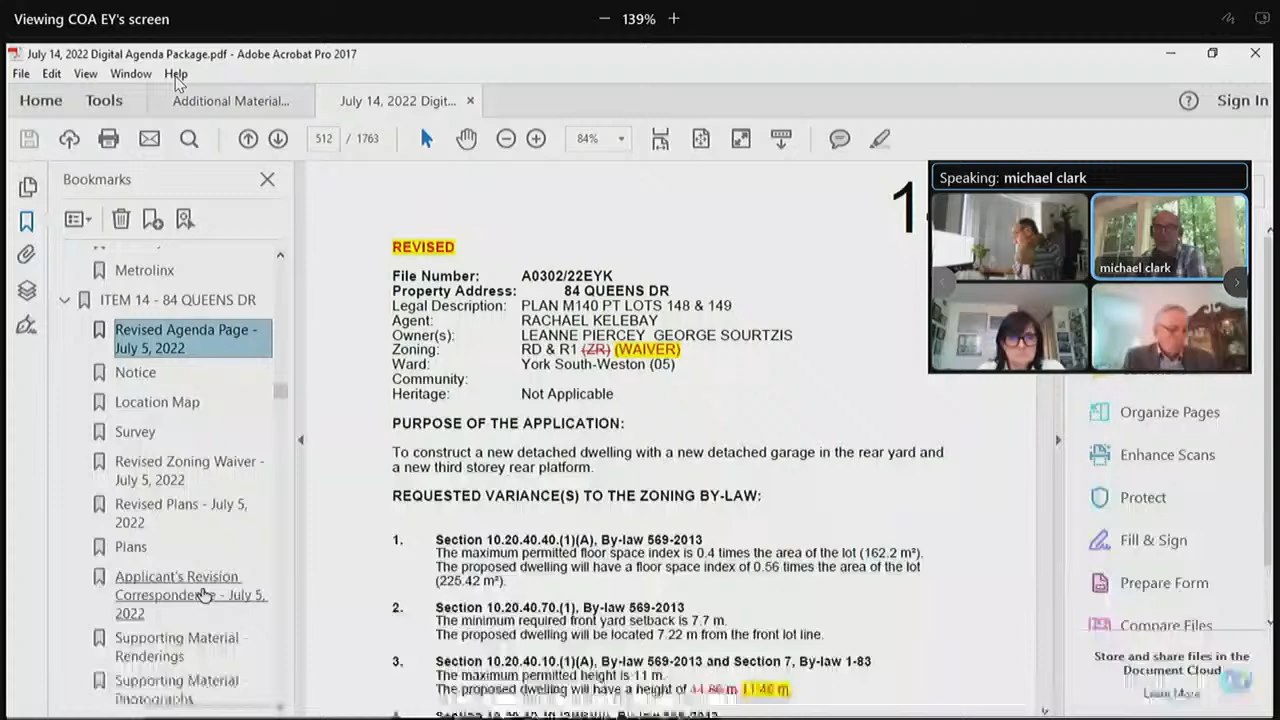 Viewing COA EY's screen
139%
July 14, 2022 Digital Agenda Package.pdf - Adobe Acrobat Pro 2017
File Edit View Window Help
Home Tools Additional Material... July 14, 2022 Digit... Sign In
512 / 1763 84%
Bookmarks
Metrolinx
ITEM 14 - 84 QUEENS DR
Revised Agenda Page -
July 5, 2022
Notice
Location Map
Survey
Revised Zoning Waiver -
July 5, 2022
Revised Plans - July 5,
2022
Plans
Applicant's Revision
Correspondence - July 5,
2022
Supporting Material -
Renderings
Supporting Material
Photographs
REVISED
File Number: A0302/22EYK
Property Address: 84 QUEENS DR
Legal Description: PLAN M140 PT LOTS 148 & 149
Agent: RACHAEL KELEBAY
Owner(s): LEANNE PIERCEY GEORGE SOURTZIS
Zoning: RD & R1 (ZR) (WAIVER)
Ward: York South-Weston (05)
Community:
Heritage: Not Applicable
PURPOSE OF THE APPLICATION:
To construct a new detached dwelling with a new detached garage in the rear yard and
a new third storey rear platform.
REQUESTED VARIANCE(S) TO THE ZONING BY-LAW:
1. Section 10.20.40.40.(1)(A), By-law 569-2013
The maximum permitted floor space index is 0.4 times the area of the lot (162.2 m²).
The proposed dwelling will have a floor space index of 0.56 times the area of the lot
(225.42 m²).
2. Section 10.20.40.70.(1), By-law 569-2013
The minimum required front yard setback is 7.7 m.
The proposed dwelling will be located 7.22 m from the front lot line.
3. Section 10.20.40.10.(1)(A), By-law 569-2013 and Section 7, By-law 1-83
The maximum permitted height is 11 m.
The proposed dwelling will have a height of
Speaking: michael clark
michael clark
Organize Pages
Enhance Scans
Protect
Fill & Sign
Prepare Form
Compare Files
Store and share files in the
Document Cloud
Learn More